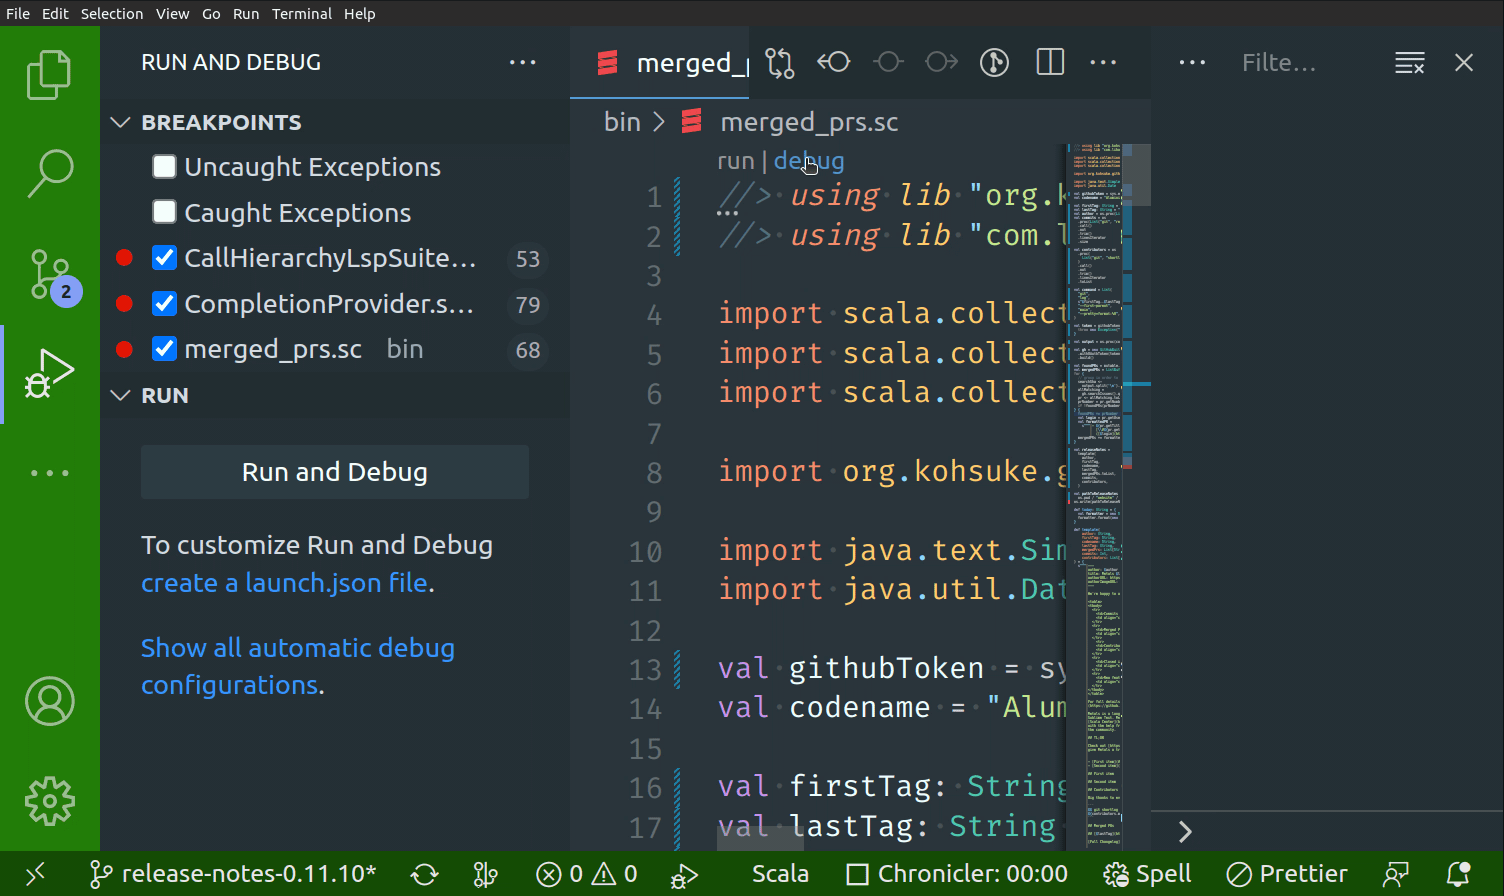 File Edit Selection View Go Run Terminal Help
RUN AND DEBUG
BREAKPOINTS
Uncaught Exceptions
Caught Exceptions
CallHierarchyLspSuite... 53
CompletionProvider.s... 79
merged_prs.sc bin 68
RUN
Run and Debug
To customize Run and Debug
create a launch.json file.
Show all automatic debug
configurations.
merged_p
bin > merged_prs.sc
run | debug
1 //> using lib "org.k
2 //> using lib "com.l
3
4 import scala.collect
5 import scala.collect
6 import scala.collect
7
8 import org.kohsuke.g
9
10 import java.text.Sim
11 import java.util.Dat
12
13 val githubToken = sy
14 val codename = "Alum
15
16 val firstTag: String
17 val lastTag: String
Filte...
2
release-notes-0.11.10* 0 0 Scala Chronicler: 00:00 Spell Prettier